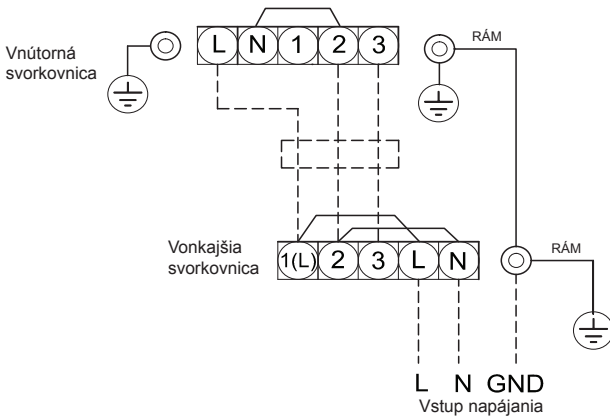 Vnútorná
svorkovnica
L N 1 2 3
RÁM
Vonkajšia
svorkovnica
1(L) 2 3 L N
RÁM
L N GND
Vstup napájania